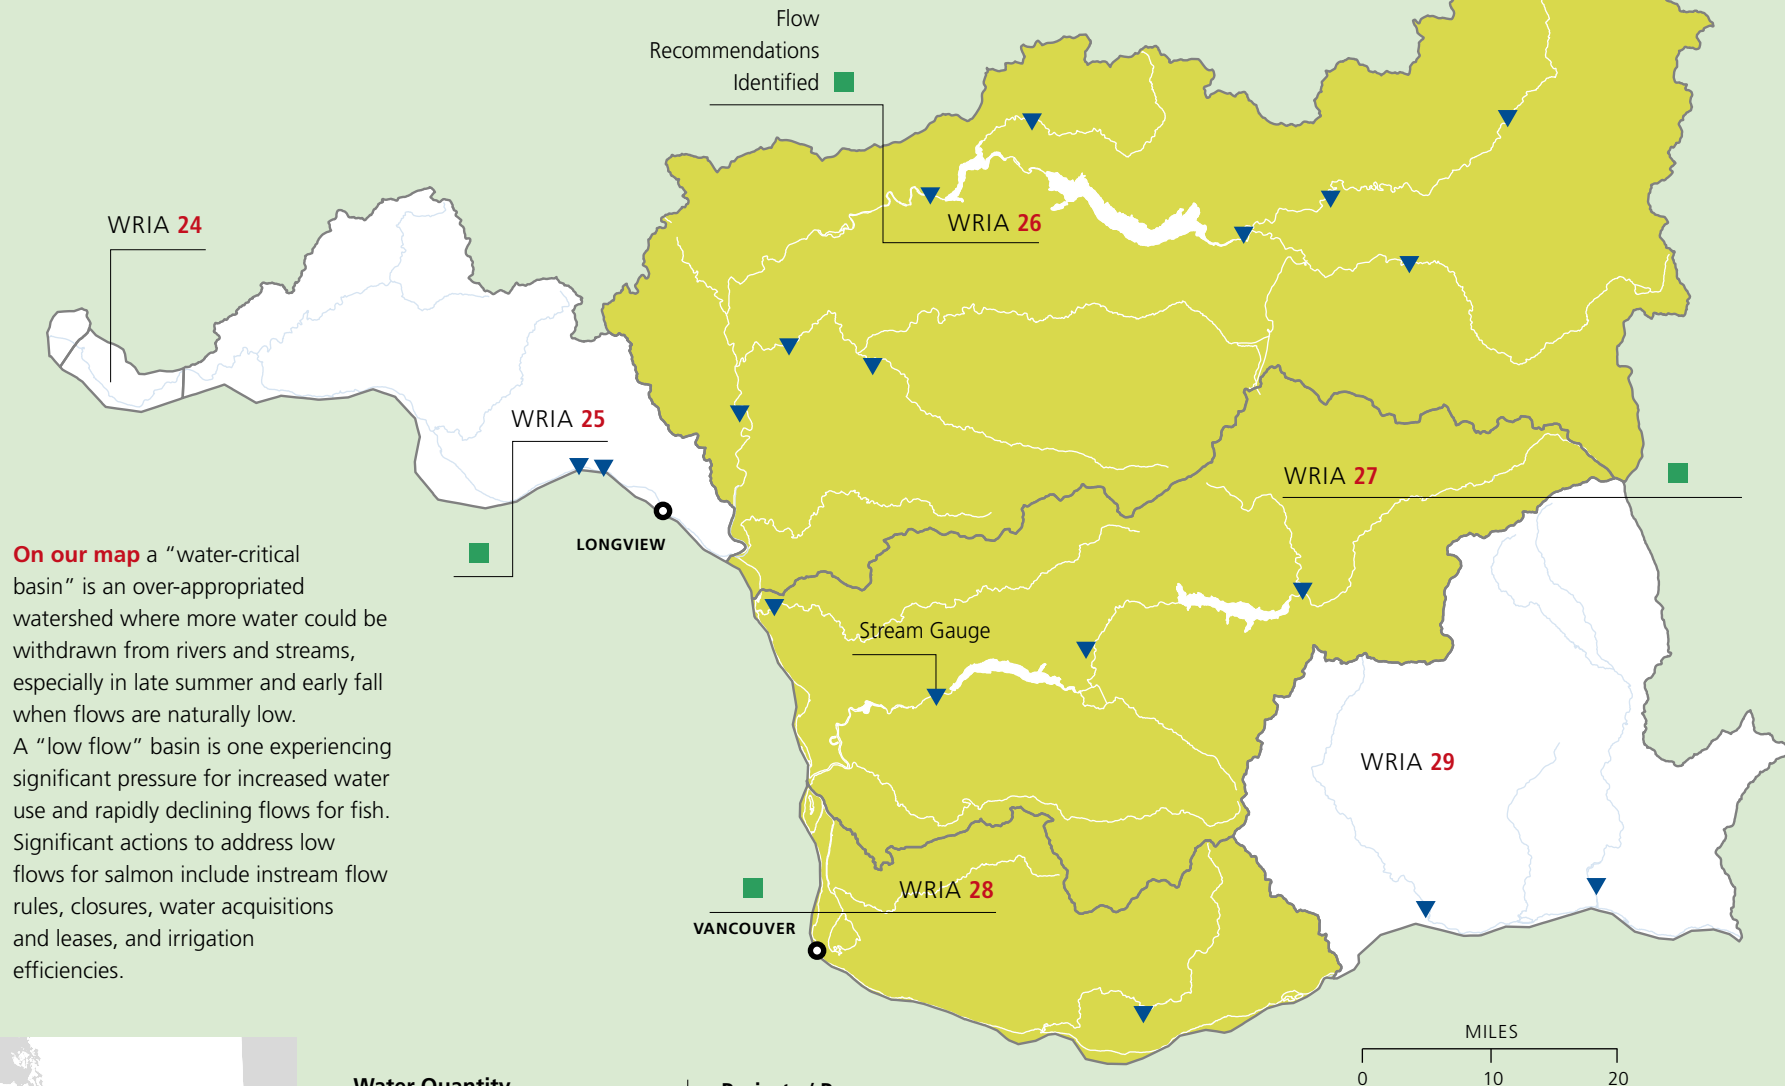 Flow
Recommendations
Identified
WRIA 24
WRIA 26
WRIA 25
WRIA 27
LONGVIEW
On our map a “water-critical
basin” is an over-appropriated
watershed where more water could be
withdrawn from rivers and streams,
especially in late summer and early fall
when flows are naturally low.
A “low flow” basin is one experiencing
significant pressure for increased water
use and rapidly declining flows for fish.
Significant actions to address low
flows for salmon include instream flow
rules, closures, water acquisitions
and leases, and irrigation
efficiencies.
Stream Gauge
WRIA 29
WRIA 28
VANCOUVER
MILES
0 10 20
Water Quantity